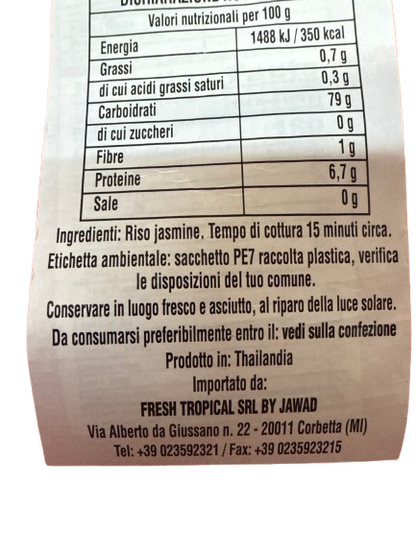 Valori nutrizionali per 100 g
Energia 1488 kJ / 350 kcal
Grassi 0,7 g
di cui acidi grassi saturi 0,3 g
Carboidrati 79 g
di cui zuccheri 0 g
Fibre 1 g
Proteine 6,7 g
Sale 0 g
Ingredienti: Riso jasmine. Tempo di cottura 15 minuti circa.
Etichetta ambientale: sacchetto PE7 raccolta plastica, verifica
le disposizioni del tuo comune.
Conservare in luogo fresco e asciutto, al riparo della luce solare.
Da consumarsi preferibilmente entro il: vedi sulla confezione
Prodotto in: Thailandia
Importato da:
FRESH TROPICAL SRL BY JAWAD
Via Alberto da Giussano n. 22 - 20011 Corbetta (MI)
Tel: +39 023592321 / Fax: +39 0235923215